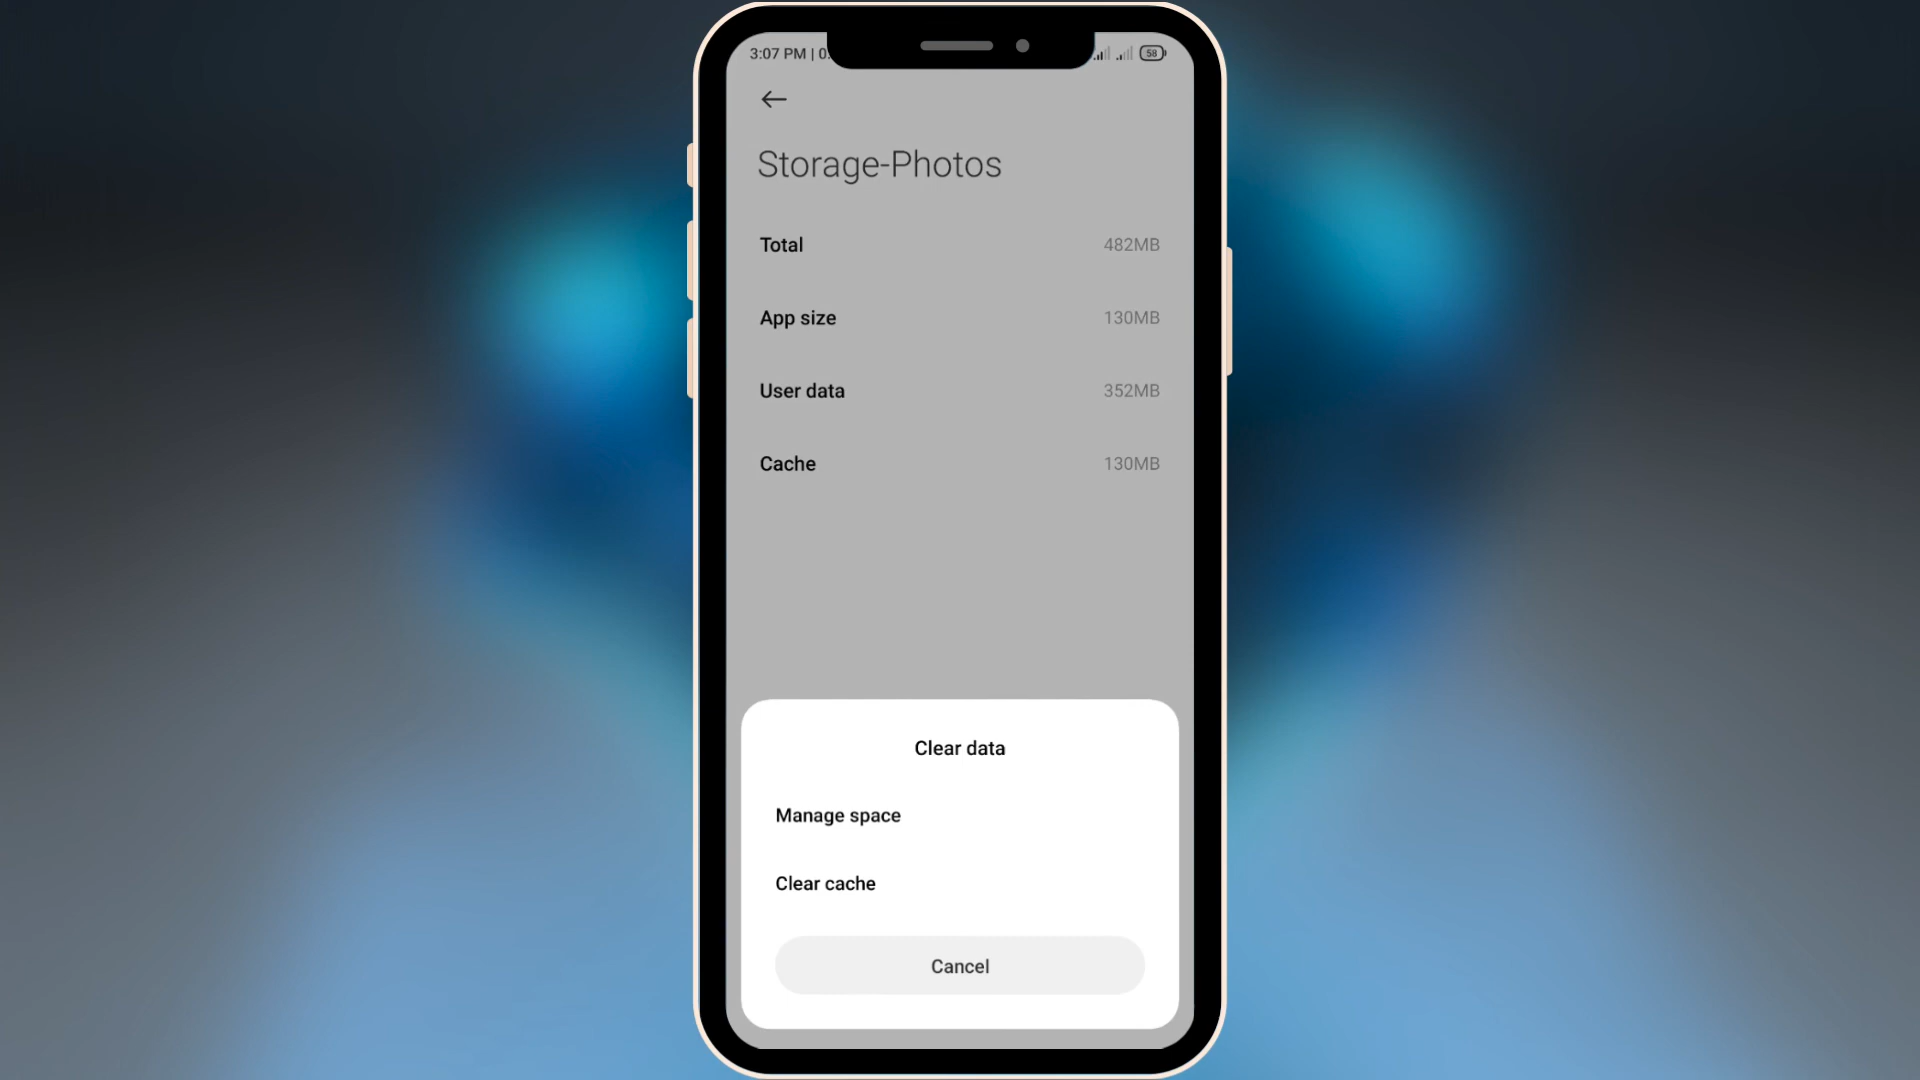 3:07 PM | 0.
58
Storage-Photos
Total 482MB
App size 130MB
User data 352MB
Cache 130MB
Clear data
Manage space
Clear cache
Cancel